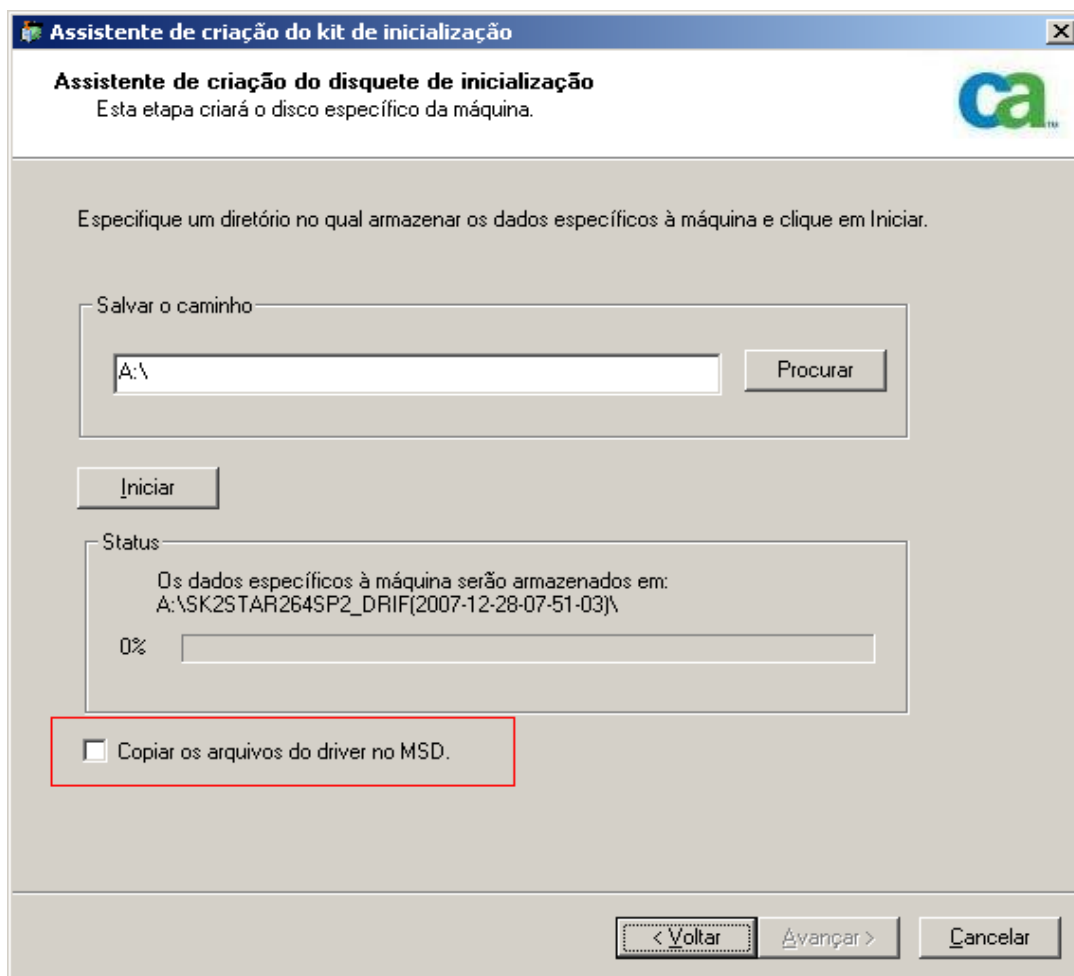 Assistente de criação do kit de inicialização
Assistente de criação do disquete de inicialização
Esta etapa criará o disco específico da máquina.
ca
Especifique um diretório no qual armazenar os dados específicos à máquina e clique em Iniciar.
Salvar o caminho
A:\
Procurar
Iniciar
Status
Os dados específicos à máquina serão armazenados em:
A:\SK2STAR264SP2_DRIF(2007-12-28-07-51-03)\
0%
Copiar os arquivos do driver no MSD.
< Voltar
Avançar >
Cancelar